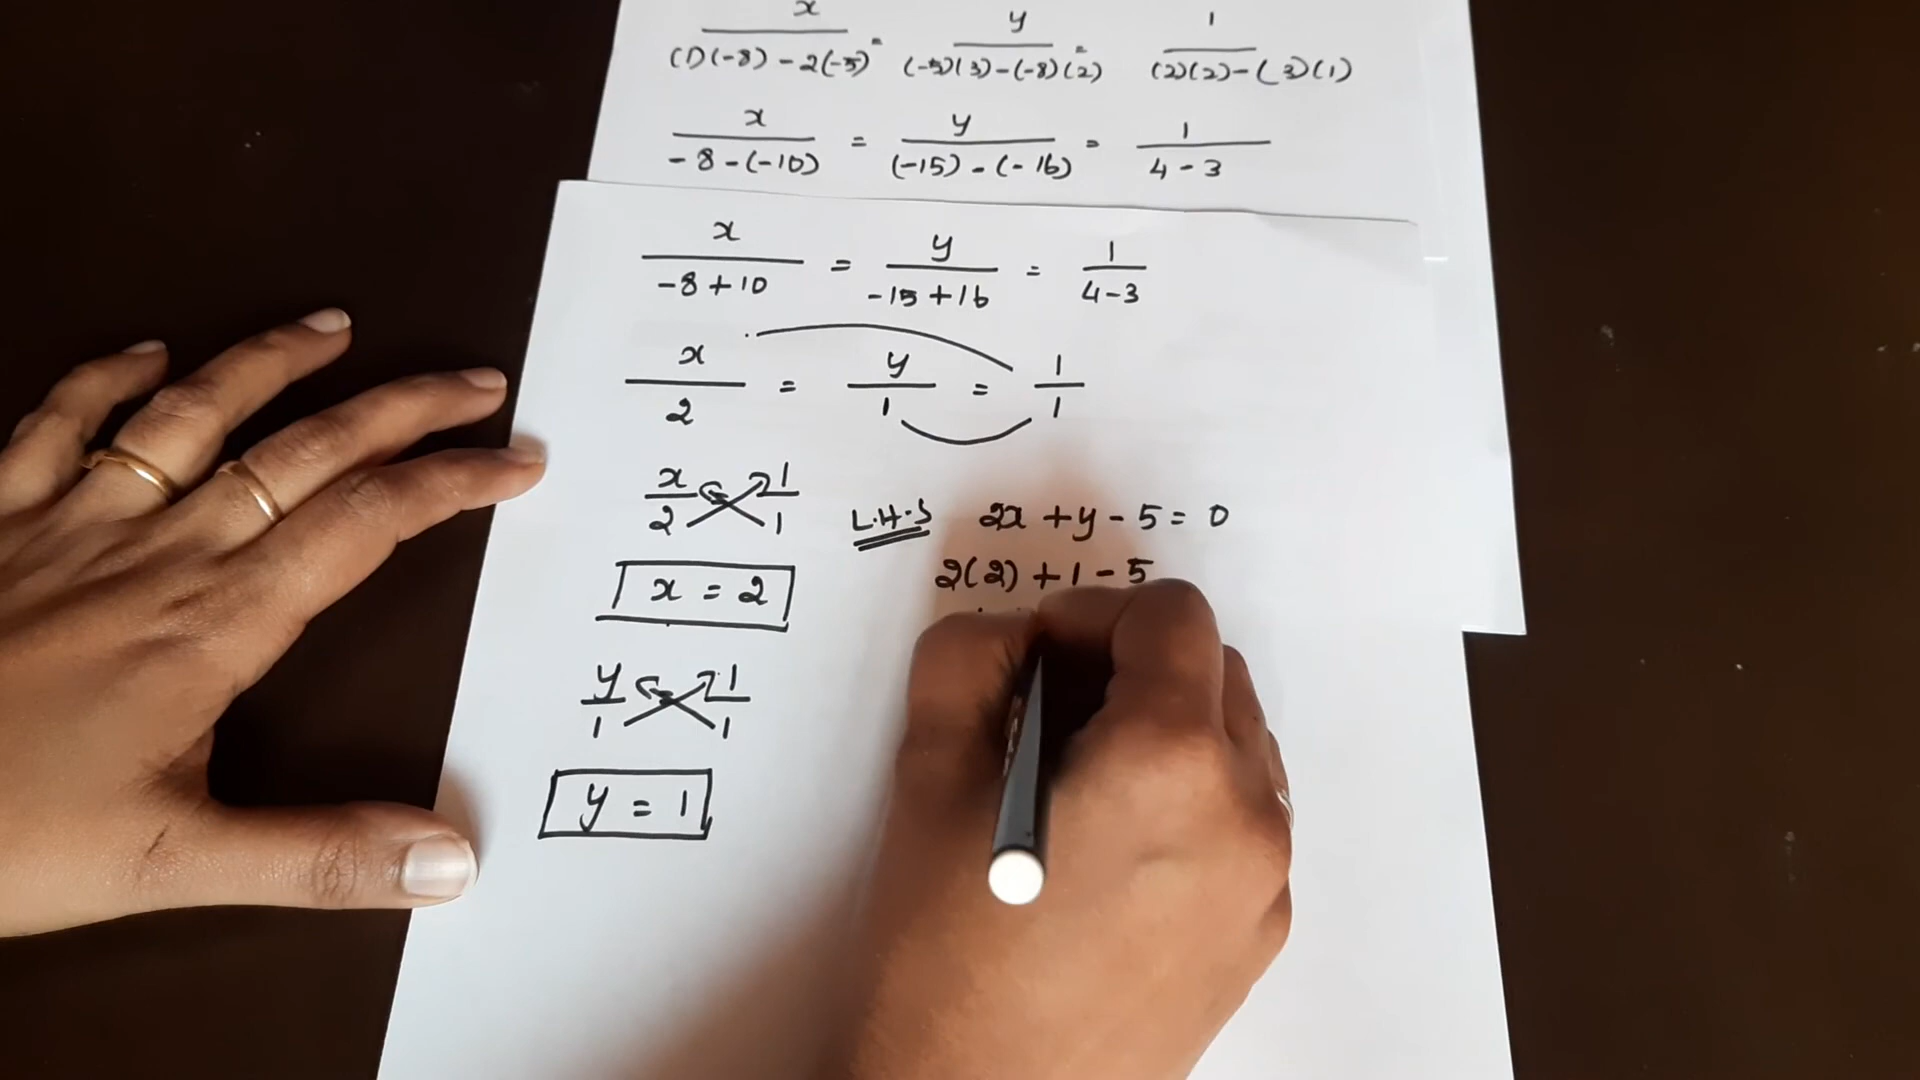 x/((1)(-8) - 2(-5)) = y/((-5)(3) - (-8)(2)) = 1/((2)(2) - (3)(1))
x/(-8 - (-10)) = y/((-15) - (-16)) = 1/(4 - 3)
x/(-8 + 10) = y/(-15 + 16) = 1/(4 - 3)
x/2 = y/1 = 1/1
x/2 1/1
L.H.S 2x + y - 5 = 0
2(2) + 1 - 5
x = 2
y/1 1/1
y = 1